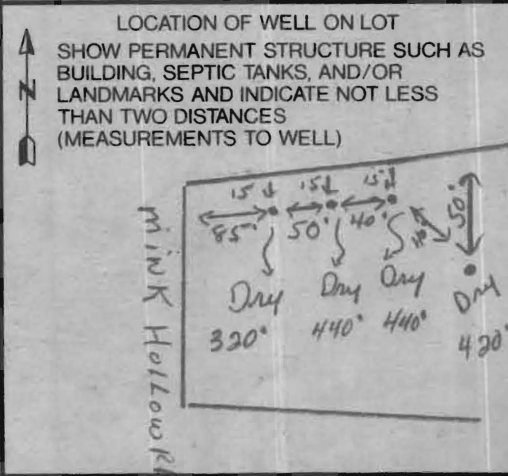 LOCATION OF WELL ON LOT
SHOW PERMANENT STRUCTURE SUCH AS
BUILDING, SEPTIC TANKS, AND/OR
LANDMARKS AND INDICATE NOT LESS
THAN TWO DISTANCES
(MEASUREMENTS TO WELL)
N
15' 15' 15'
85' 50' 40' 50'
Dry Dry Dry Dry
320' 440' 440' 420'
MINK HOLLOW Rd